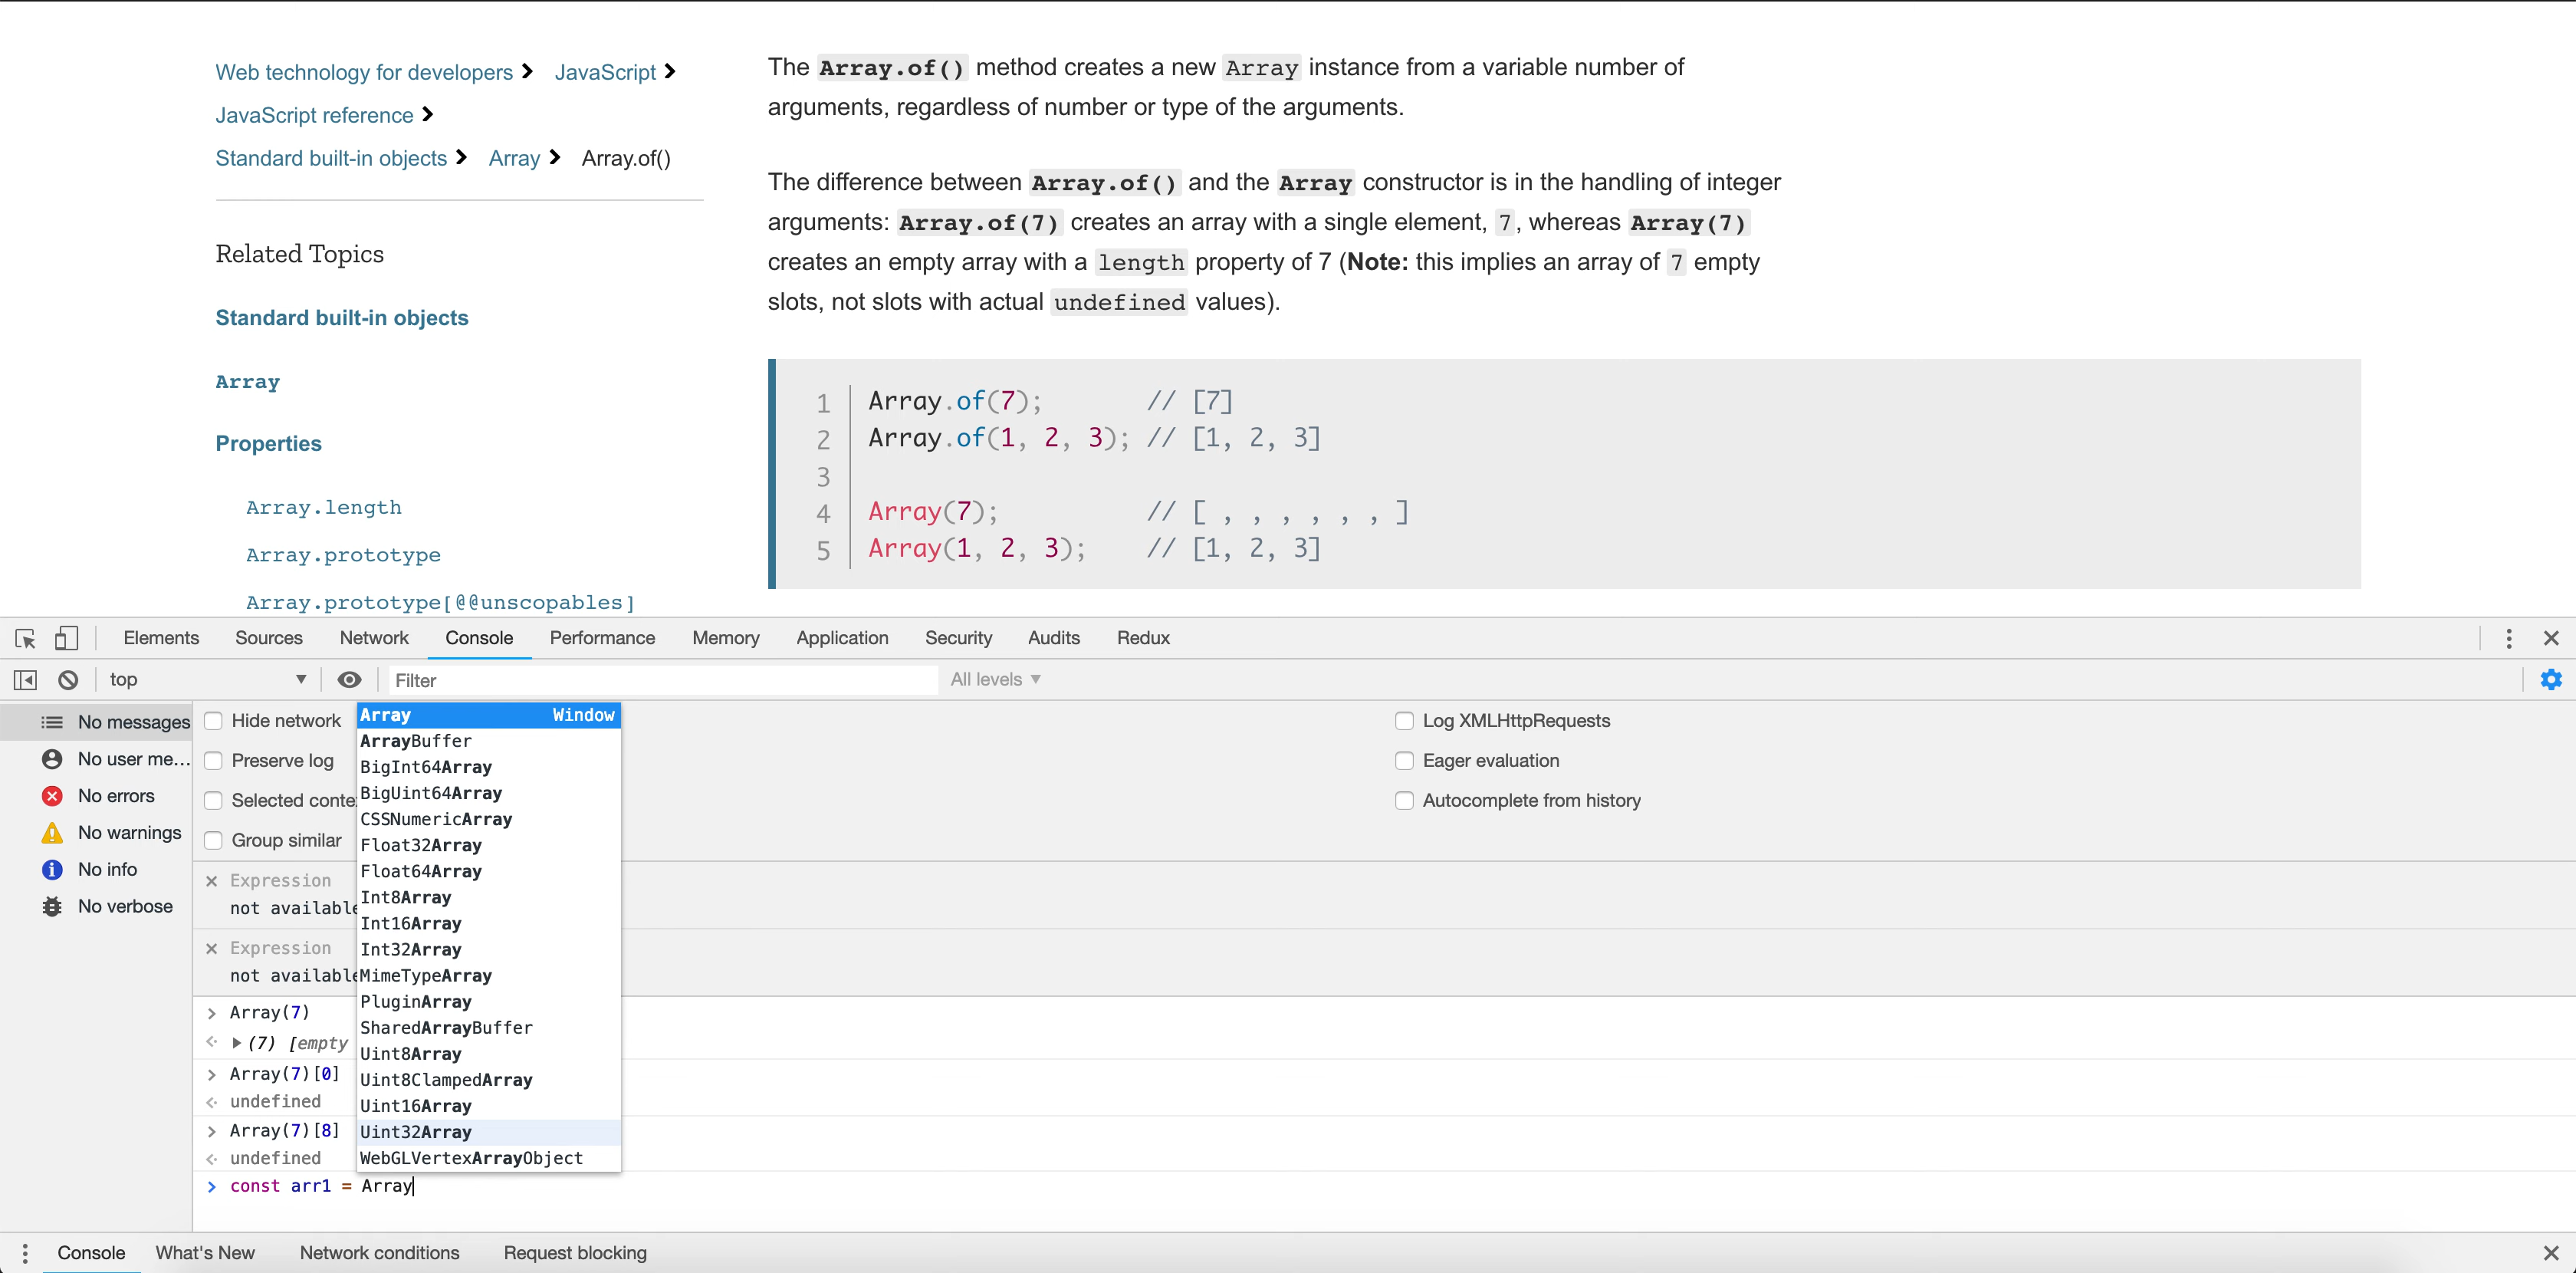 Web technology for developers JavaScript
JavaScript reference
Standard built-in objects Array Array.of()
Related Topics
Standard built-in objects
Array
Properties
Array.length
Array.prototype
Array.prototype[@@unscopables]
The Array.of() method creates a new Array instance from a variable number of
arguments, regardless of number or type of the arguments.
The difference between Array.of() and the Array constructor is in the handling of integer
arguments: Array.of(7) creates an array with a single element, 7, whereas Array(7)
creates an empty array with a length property of 7 (Note: this implies an array of 7 empty
slots, not slots with actual undefined values).
1 Array.of(7); // [7]
2 Array.of(1, 2, 3); // [1, 2, 3]
3
4 Array(7); // [ , , , , , , ]
5 Array(1, 2, 3); // [1, 2, 3]
Elements Sources Network Console Performance Memory Application Security Audits Redux
top Filter All levels
No messages
No user me...
No errors
No warnings
No info
No verbose
Hide network
Preserve log
Selected conte
Group similar
Log XMLHttpRequests
Eager evaluation
Autocomplete from history
Expression
not available
Expression
not available
Array Window
ArrayBuffer
BigInt64Array
BigUint64Array
CSSNumericArray
Float32Array
Float64Array
Int8Array
Int16Array
Int32Array
MimeTypeArray
PluginArray
SharedArrayBuffer
Uint8Array
Uint8ClampedArray
Uint16Array
Uint32Array
WebGLVertexArrayObject
Array(7)
(7) [empty
Array(7)[0]
undefined
Array(7)[8]
undefined
const arr1 = Array
Console What's New Network conditions Request blocking